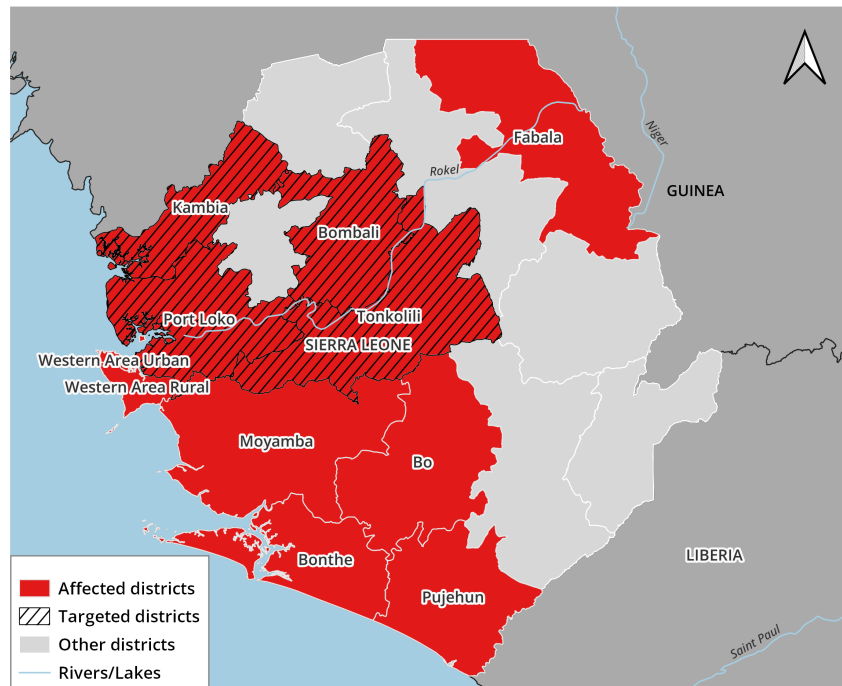 Niger
Fabala
Rokel
GUINEA
Kambia
Bombali
Port Loko
Tonkolili
SIERRA LEONE
Western Area Urban
Western Area Rural
Moyamba
Bo
LIBERIA
Bonthe
Pujehun
Saint Paul
Affected districts
Targeted districts
Other districts
Rivers/Lakes